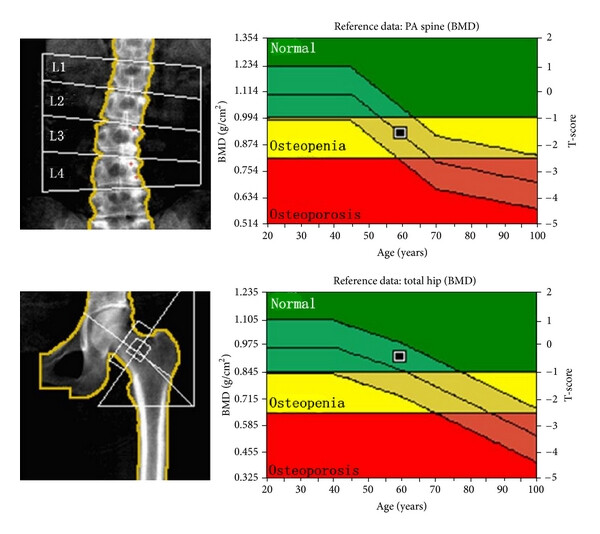 Reference data: PA spine (BMD)
L1
L2
L3
L4
BMD (g/cm²)
1.354
1.234
1.114
0.994
0.874
0.754
0.634
0.514
Normal
Osteopenia
Osteoporosis
2
1
0
−1
−2
−3
−4
−5
T-score
20 30 40 50 60 70 80 90 100
Age (years)
Reference data: total hip (BMD)
BMD (g/cm²)
1.235
1.105
0.975
0.845
0.715
0.585
0.455
0.325
Normal
Osteopenia
Osteoporosis
2
1
0
−1
−2
−3
−4
−5
T-score
20 30 40 50 60 70 80 90 100
Age (years)